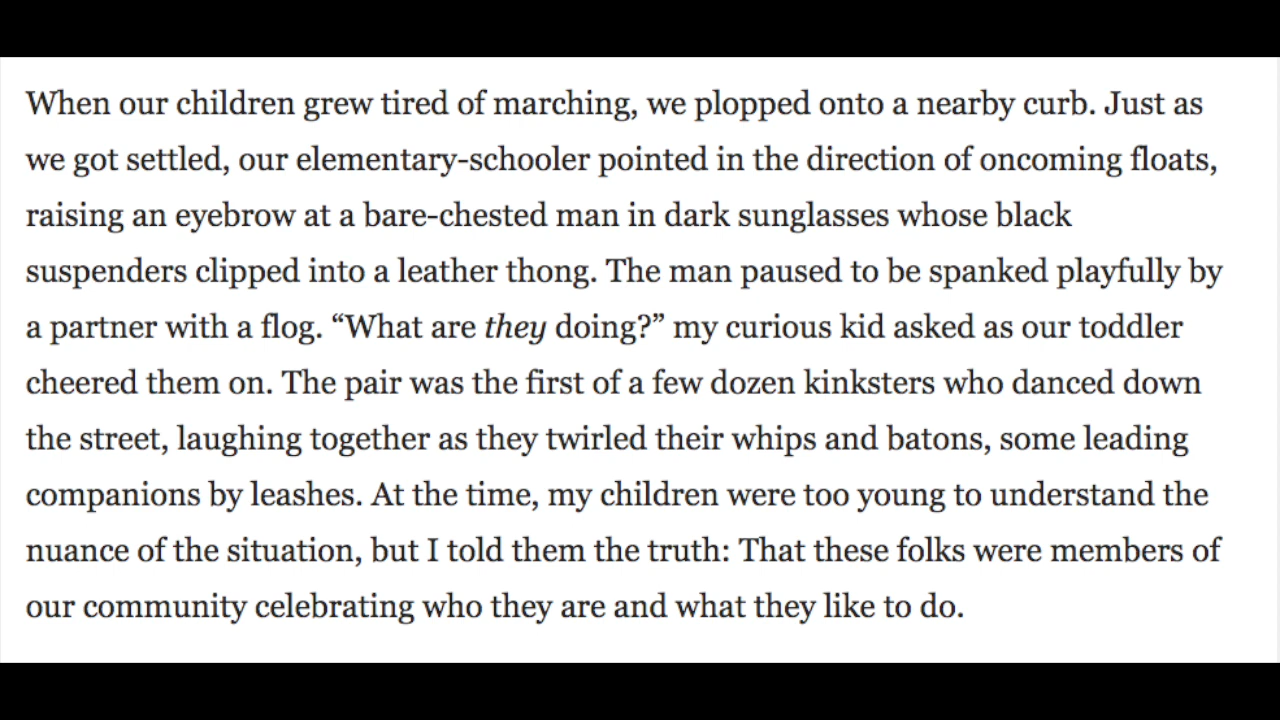 When our children grew tired of marching, we plopped onto a nearby curb. Just as
we got settled, our elementary-schooler pointed in the direction of oncoming floats,
raising an eyebrow at a bare-chested man in dark sunglasses whose black
suspenders clipped into a leather thong. The man paused to be spanked playfully by
a partner with a flog. “What are they doing?” my curious kid asked as our toddler
cheered them on. The pair was the first of a few dozen kinksters who danced down
the street, laughing together as they twirled their whips and batons, some leading
companions by leashes. At the time, my children were too young to understand the
nuance of the situation, but I told them the truth: That these folks were members of
our community celebrating who they are and what they like to do.